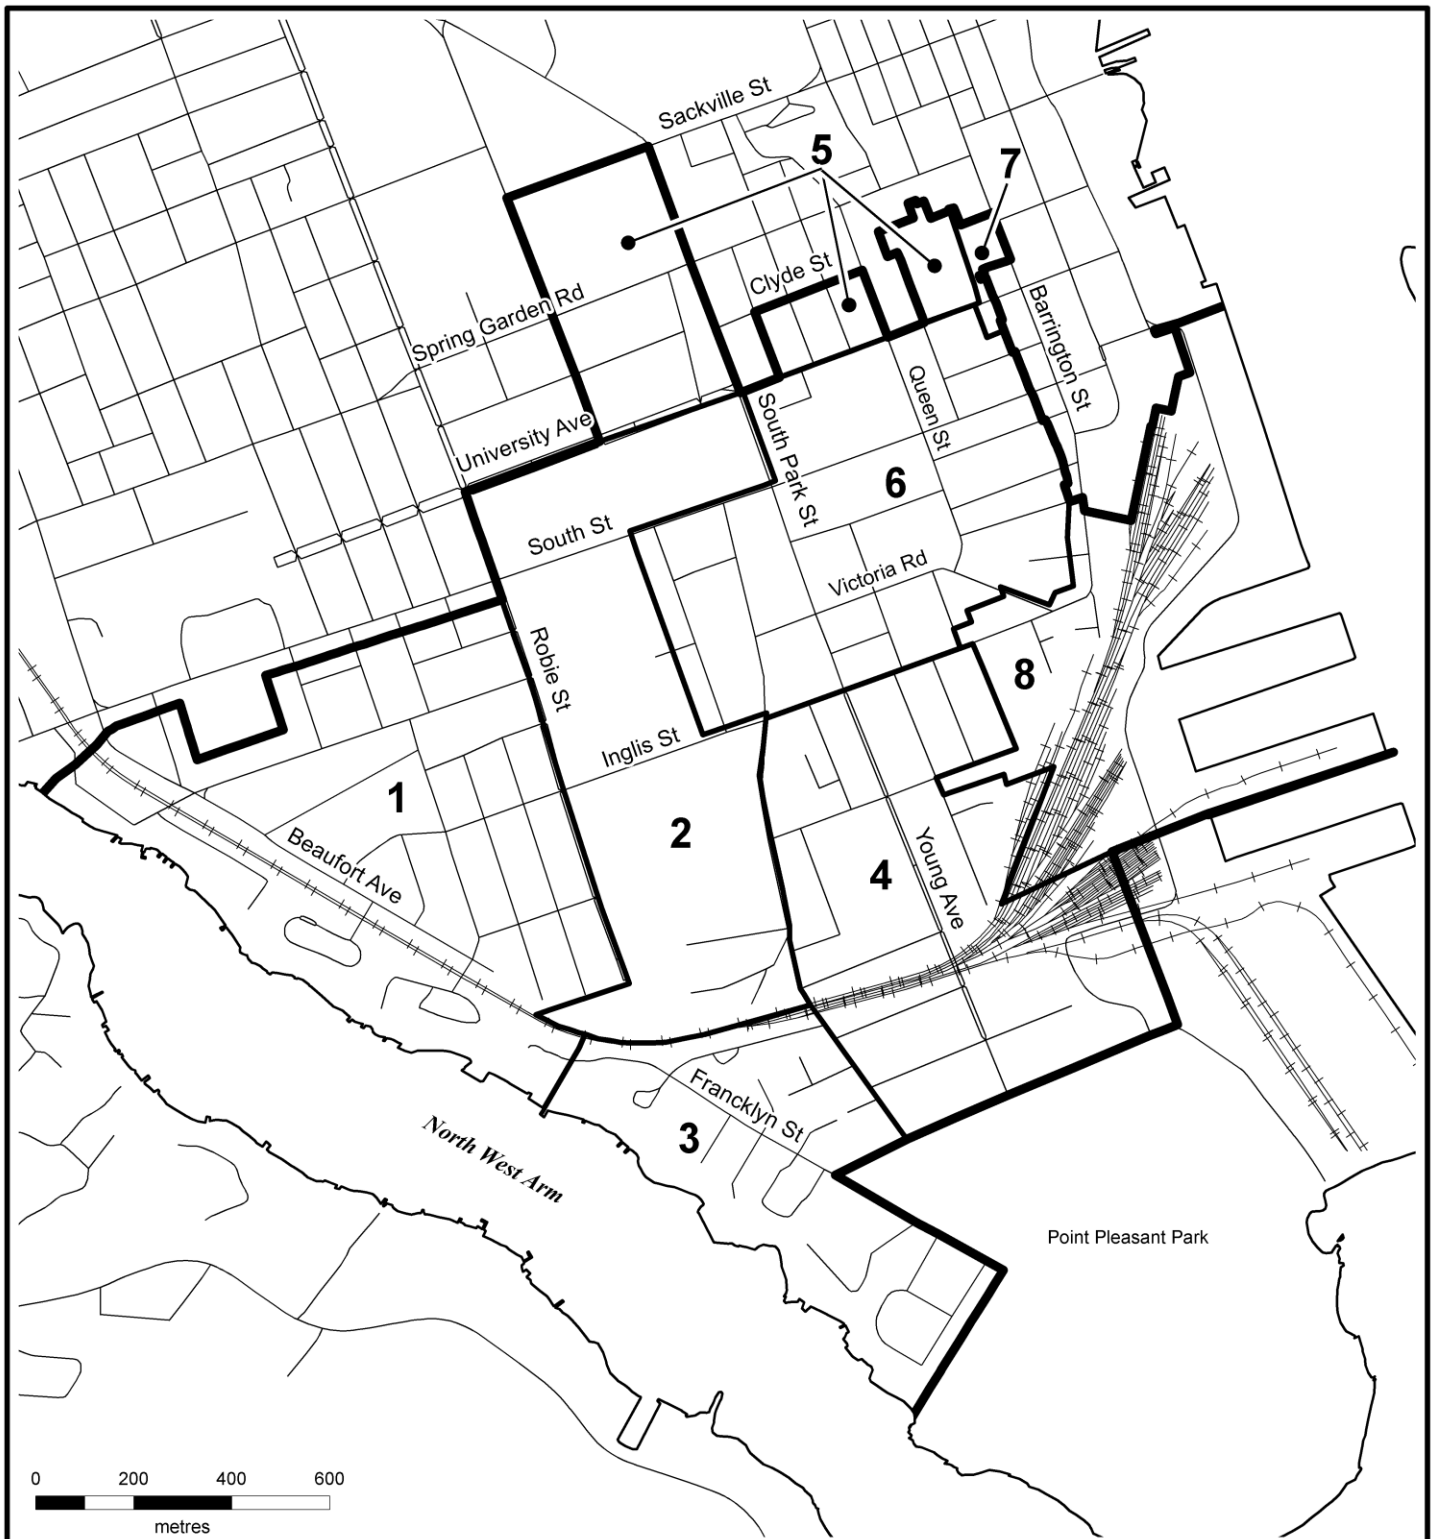 Sackville St
5
7
Clyde St
Spring Garden Rd
Barrington St
University Ave
South Park St
Queen St
6
South St
Victoria Rd
Robie St
8
Inglis St
1
2
Beaufort Ave
4
Young Ave
Francklyn St
3
North West Arm
Point Pleasant Park
0 200 400 600
metres